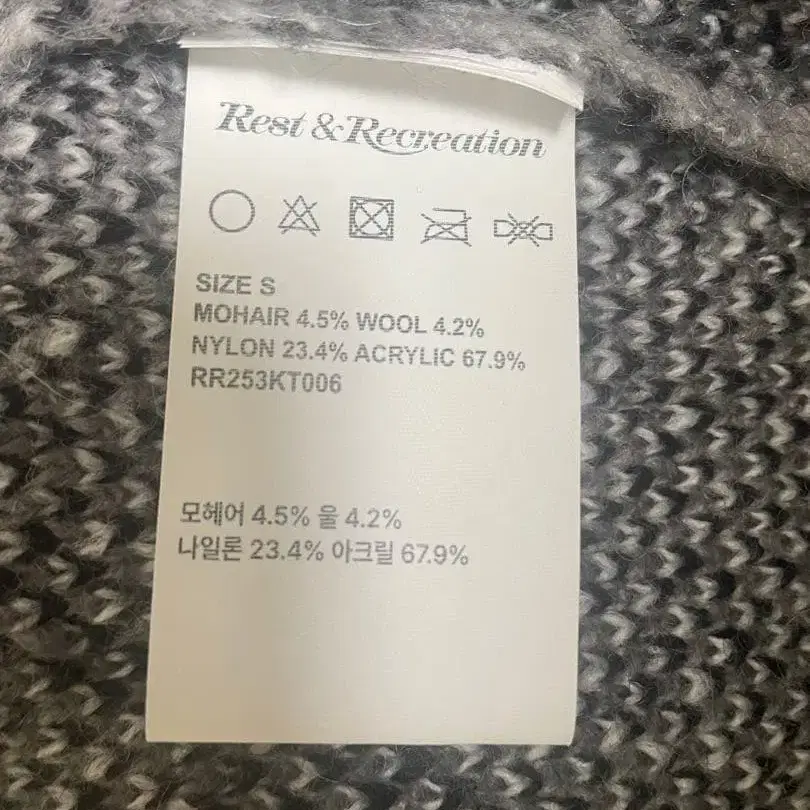 Rest & Recreation
SIZE S
MOHAIR 4.5% WOOL 4.2%
NYLON 23.4% ACRYLIC 67.9%
RR253KT006
모헤어 4.5% 울 4.2%
나일론 23.4% 아크릴 67.9%